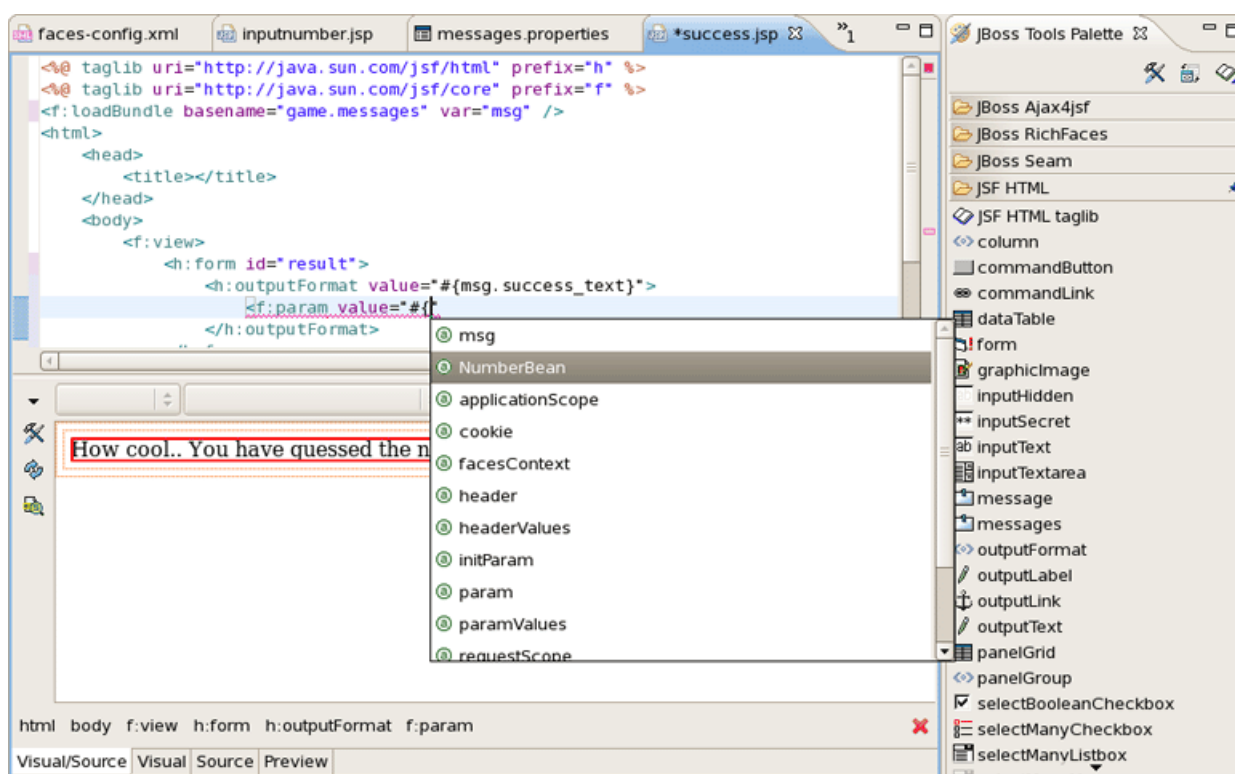 faces-config.xml inputnumber.jsp messages.properties *success.jsp »1 JBoss Tools Palette
<%@ taglib uri="http://java.sun.com/jsf/html" prefix="h" %>
<%@ taglib uri="http://java.sun.com/jsf/core" prefix="f" %>
<f:loadBundle basename="game.messages" var="msg" />
<html>
<head>
<title></title>
</head>
<body>
<f:view>
<h:form id="result">
<h:outputFormat value="#{msg.success_text}">
<f:param value="#{"
</h:outputFormat>
msg
NumberBean
applicationScope
cookie
facesContext
header
headerValues
initParam
param
paramValues
requestScope
How cool.. You have quessed the n
html body f:view h:form h:outputFormat f:param
Visual/Source Visual Source Preview
JBoss Ajax4jsf
JBoss RichFaces
JBoss Seam
JSF HTML
JSF HTML taglib
column
commandButton
commandLink
dataTable
form
graphicImage
inputHidden
inputSecret
inputText
inputTextarea
message
messages
outputFormat
outputLabel
outputLink
outputText
panelGrid
panelGroup
selectBooleanCheckbox
selectManyCheckbox
selectManyListbox